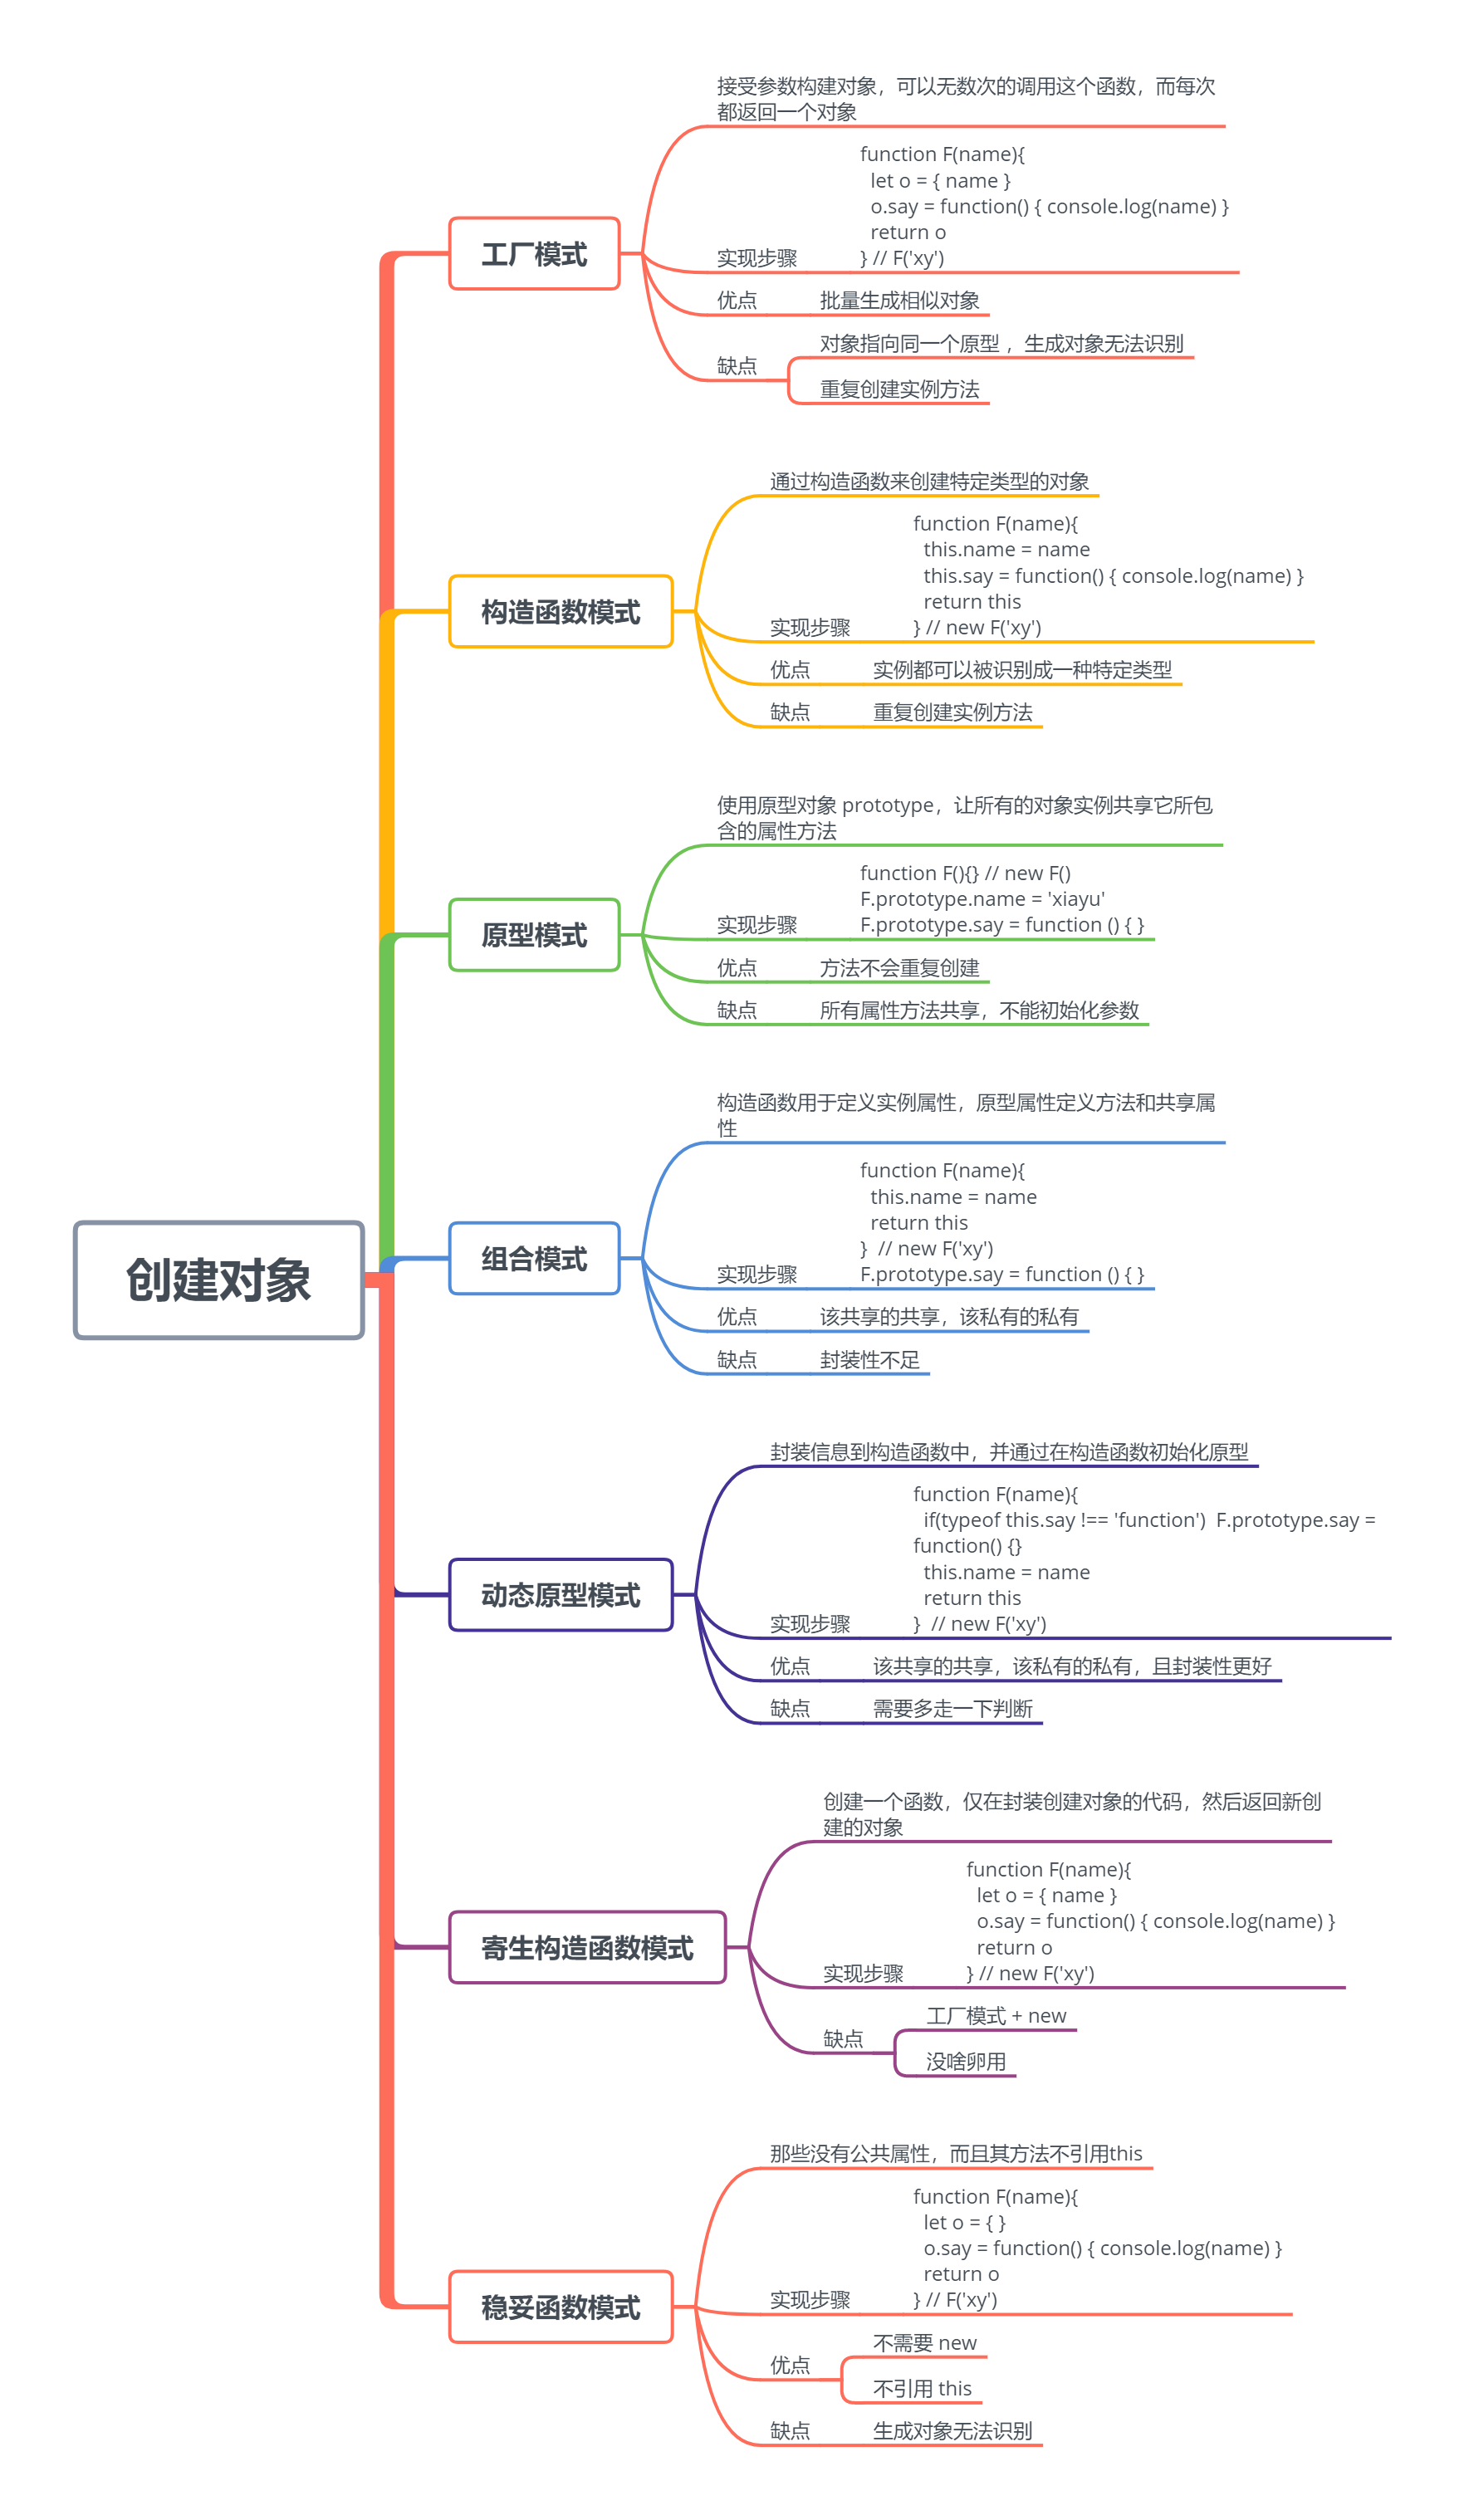 创建对象
工厂模式
接受参数构建对象，可以无数次的调用这个函数，而每次
都返回一个对象
实现步骤
function F(name){
  let o = { name }
  o.say = function() { console.log(name) }
  return o
} // F('xy')
优点
批量生成相似对象
缺点
对象指向同一个原型 ，生成对象无法识别
重复创建实例方法
构造函数模式
通过构造函数来创建特定类型的对象
实现步骤
function F(name){
  this.name = name
  this.say = function() { console.log(name) }
  return this
} // new F('xy')
优点
实例都可以被识别成一种特定类型
缺点
重复创建实例方法
原型模式
使用原型对象 prototype，让所有的对象实例共享它所包
含的属性方法
实现步骤
function F(){} // new F()
F.prototype.name = 'xiayu'
F.prototype.say = function () { }
优点
方法不会重复创建
缺点
所有属性方法共享，不能初始化参数
组合模式
构造函数用于定义实例属性，原型属性定义方法和共享属
性
实现步骤
function F(name){
  this.name = name
  return this
}  // new F('xy')
F.prototype.say = function () { }
优点
该共享的共享，该私有的私有
缺点
封装性不足
动态原型模式
封装信息到构造函数中，并通过在构造函数初始化原型
实现步骤
function F(name){
  if(typeof this.say !== 'function')  F.prototype.say =
function() {}
  this.name = name
  return this
}  // new F('xy')
优点
该共享的共享，该私有的私有，且封装性更好
缺点
需要多走一下判断
寄生构造函数模式
创建一个函数，仅在封装创建对象的代码，然后返回新创
建的对象
实现步骤
function F(name){
  let o = { name }
  o.say = function() { console.log(name) }
  return o
} // new F('xy')
缺点
工厂模式 + new
没啥卵用
稳妥函数模式
那些没有公共属性，而且其方法不引用this
实现步骤
function F(name){
  let o = { }
  o.say = function() { console.log(name) }
  return o
} // F('xy')
优点
不需要 new
不引用 this
缺点
生成对象无法识别